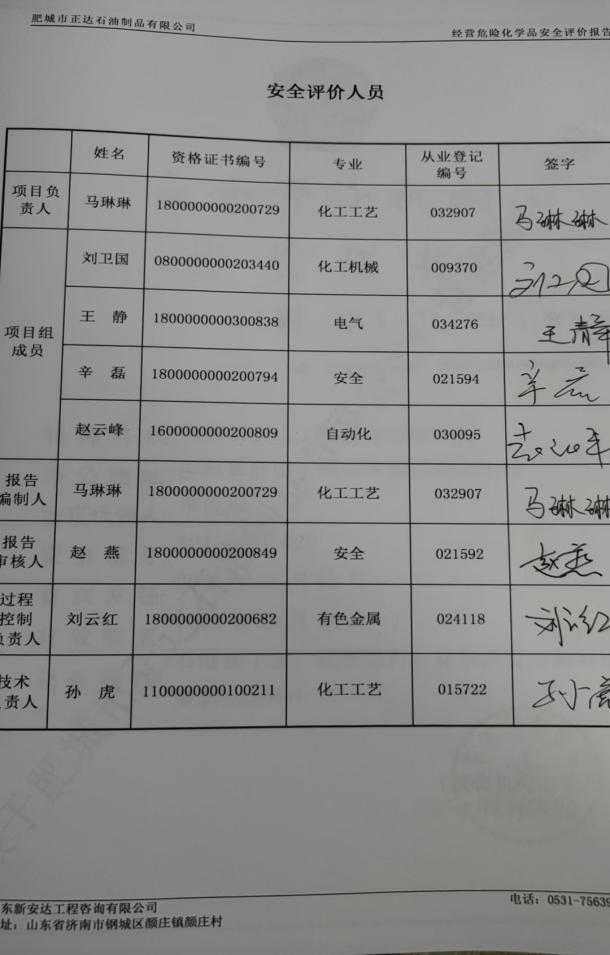 肥城市正达石油制品有限公司 经营危险化学品安全评价报告
安全评价人员
姓名 资格证书编号 专业 从业登记编号 签字
项目负责人 马琳琳 1800000000200729 化工工艺 032907 马琳琳
项目组成员 刘卫国 0800000000203440 化工机械 009370 刘卫国
王 静 1800000000300838 电气 034276 王静
辛 磊 1800000000200794 安全 021594 辛磊
赵云峰 1600000000200809 自动化 030095 赵云峰
报告编制人 马琳琳 1800000000200729 化工工艺 032907 马琳琳
报告审核人 赵 燕 1800000000200849 安全 021592 赵燕
过程控制负责人 刘云红 1800000000200682 有色金属 024118 刘云红
技术负责人 孙 虎 1100000000100211 化工工艺 015722 孙虎
东新安达工程咨询有限公司 电话：0531-75639
址：山东省济南市钢城区颜庄镇颜庄村